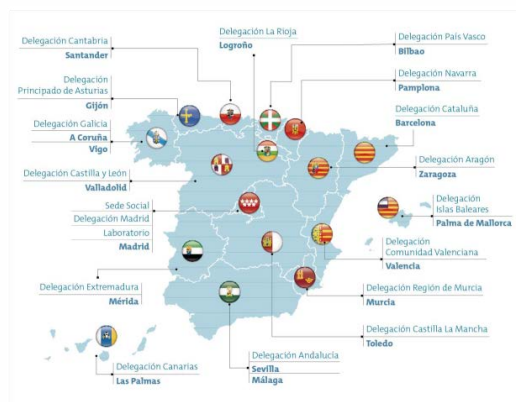 Delegación Cantabria
Santander
Delegación La Rioja
Logroño
Delegación País Vasco
Bilbao
Delegación
Principado de Asturias
Gijón
Delegación Navarra
Pamplona
Delegación Galicia
A Coruña
Vigo
Delegación Cataluña
Barcelona
Delegación Castilla y León
Valladolid
Delegación Aragón
Zaragoza
Sede Social
Delegación Madrid
Laboratorio
Madrid
Delegación
Islas Baleares
Palma de Mallorca
Delegación
Comunidad Valenciana
Valencia
Delegación Extremadura
Mérida
Delegación Región de Murcia
Murcia
Delegación Castilla La Mancha
Toledo
Delegación Canarias
Las Palmas
Delegación Andalucía
Sevilla
Málaga